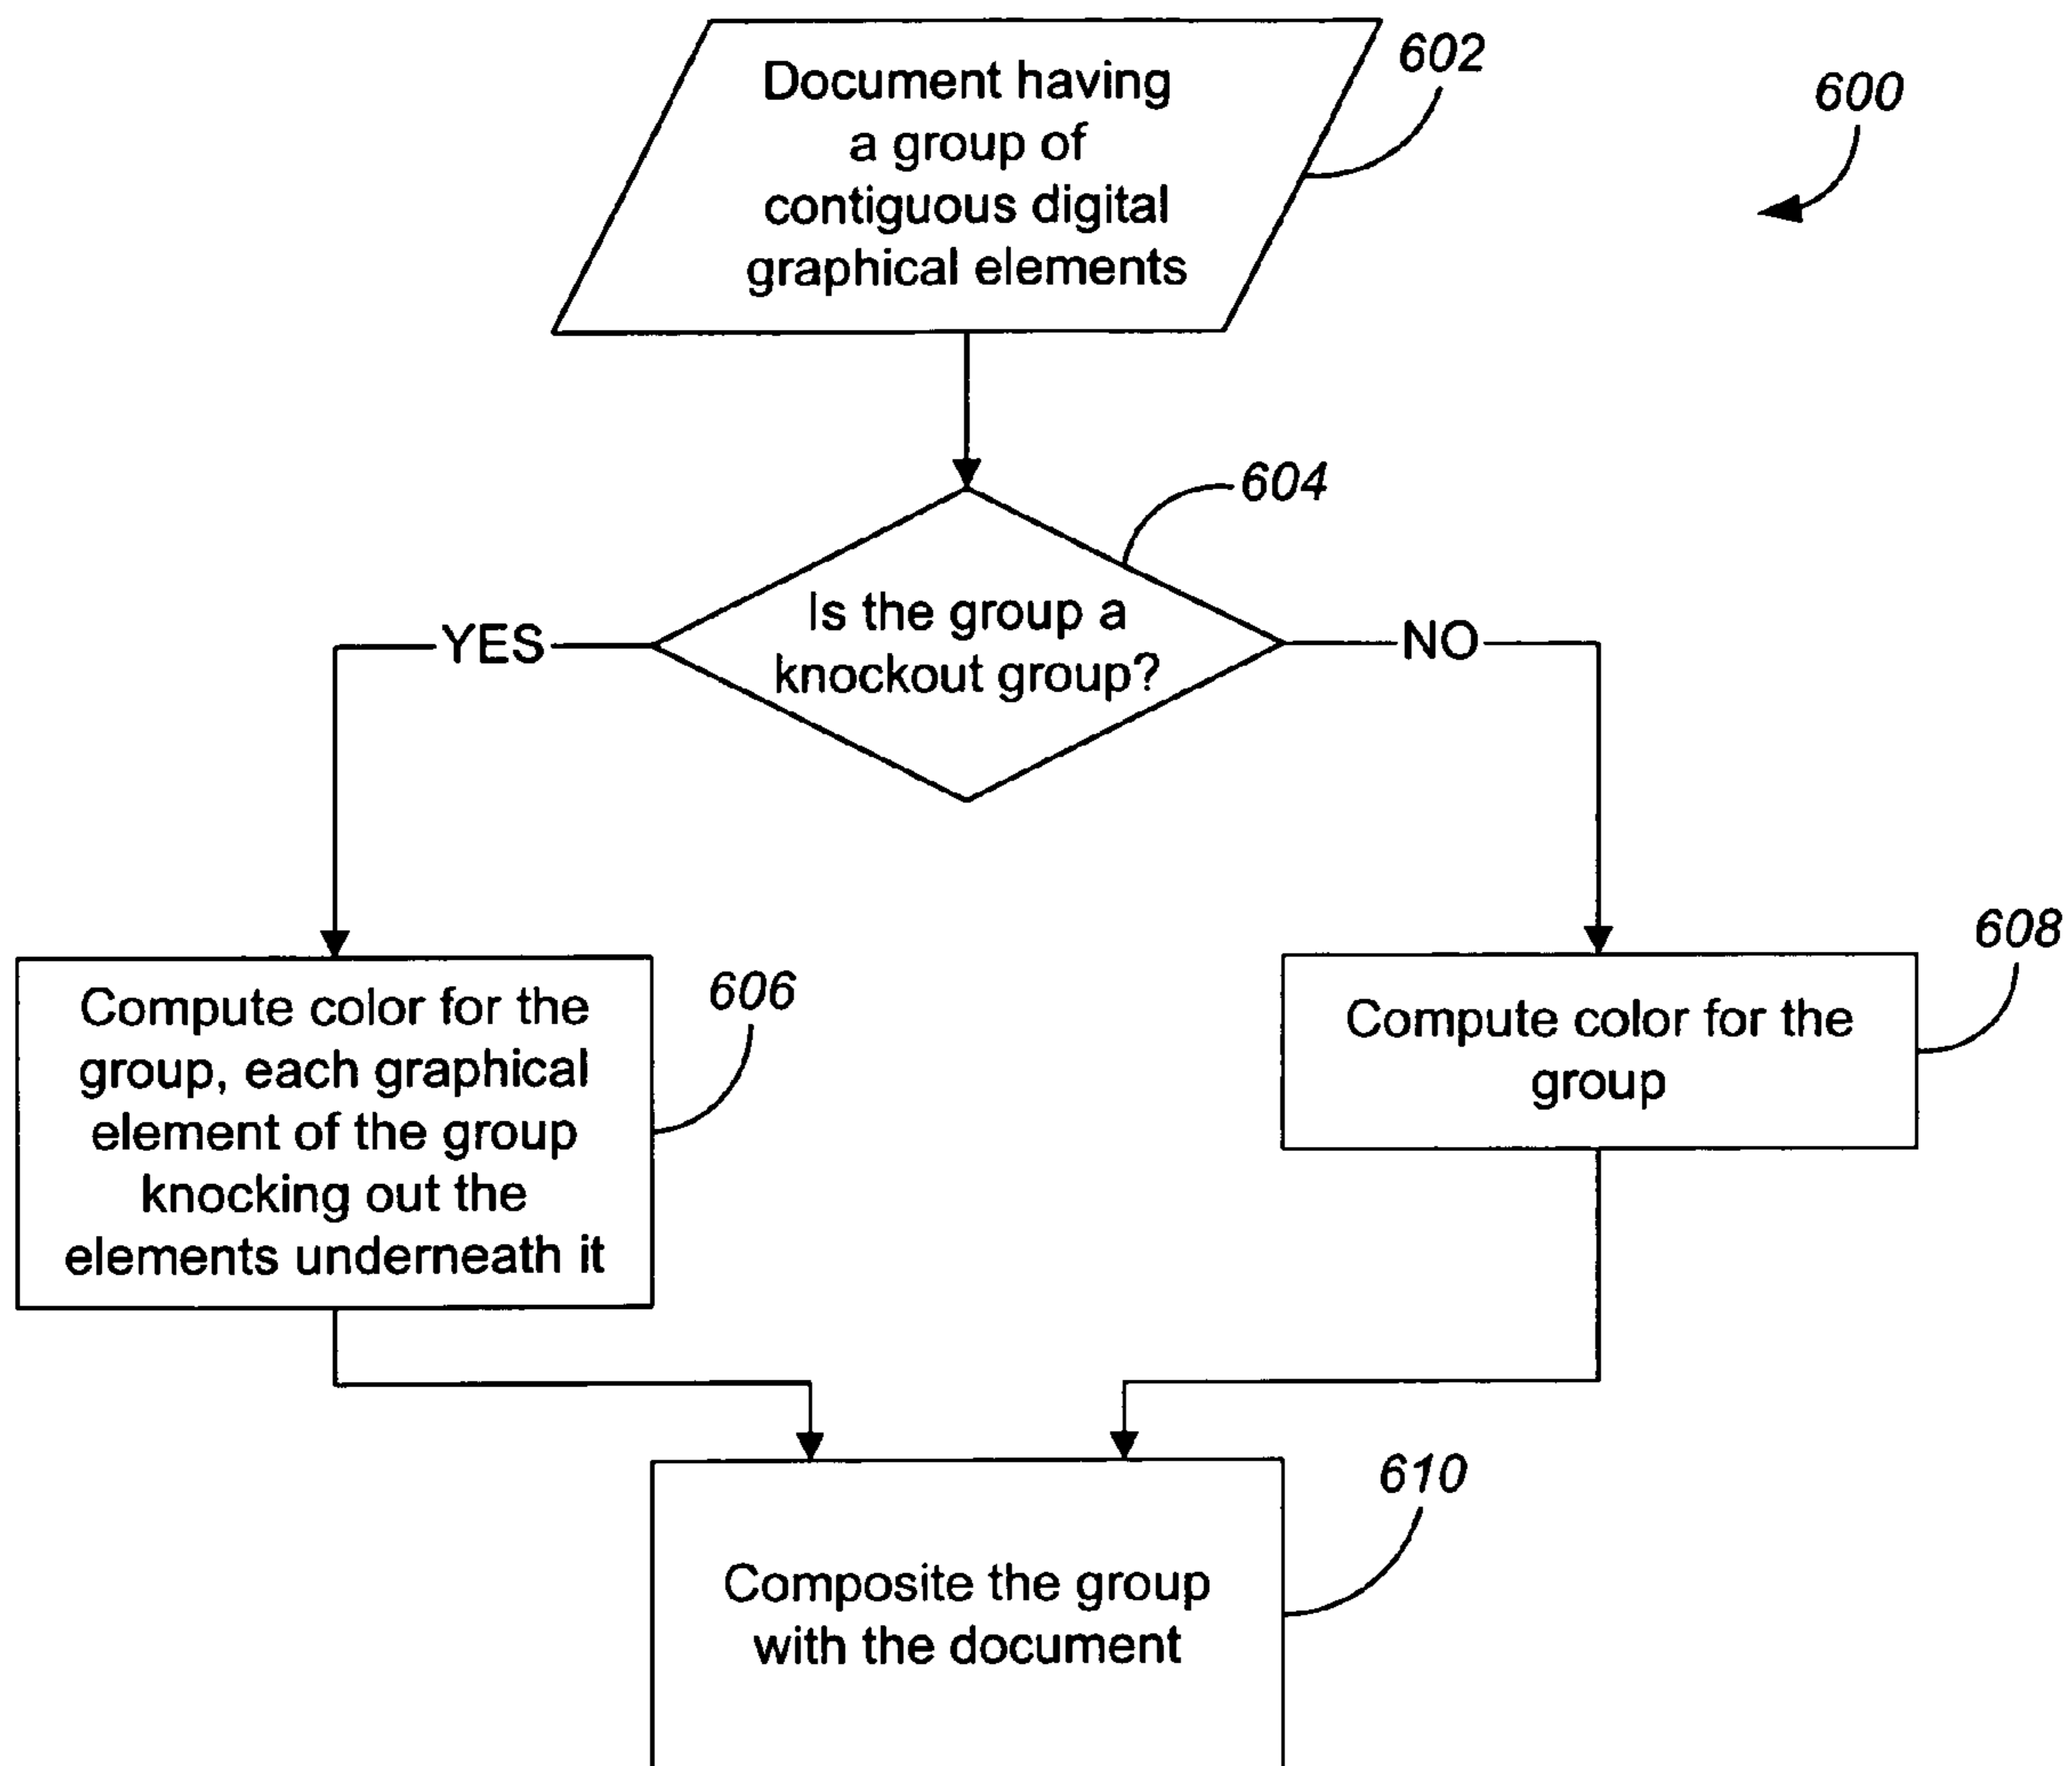 Document having
a group of
contiguous digital
graphical elements
602
600
604
Is the group a
knockout group?
YES
NO
606
Compute color for the
group, each graphical
element of the group
knocking out the
elements underneath it
608
Compute color for the
group
610
Composite the group
with the document